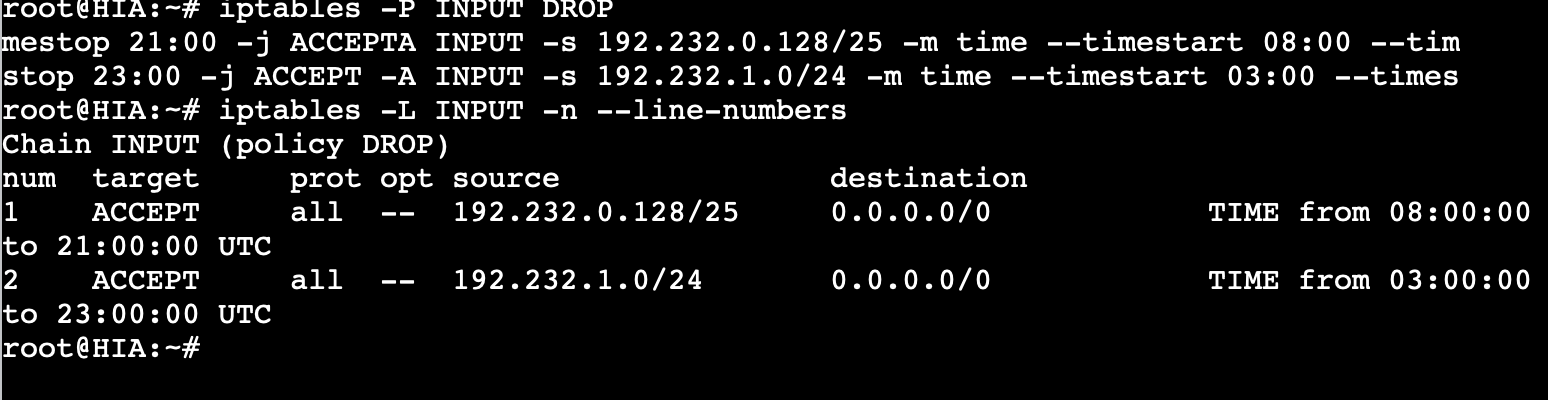 root@HIA:~# iptables -P INPUT DROP
mestop 21:00 -j ACCEPTA INPUT -s 192.232.0.128/25 -m time --timestart 08:00 --tim
stop 23:00 -j ACCEPT -A INPUT -s 192.232.1.0/24 -m time --timestart 03:00 --times
root@HIA:~# iptables -L INPUT -n --line-numbers
Chain INPUT (policy DROP)
num  target     prot opt source               destination
1    ACCEPT     all  --  192.232.0.128/25     0.0.0.0/0            TIME from 08:00:00
to 21:00:00 UTC
2    ACCEPT     all  --  192.232.1.0/24       0.0.0.0/0            TIME from 03:00:00
to 23:00:00 UTC
root@HIA:~#